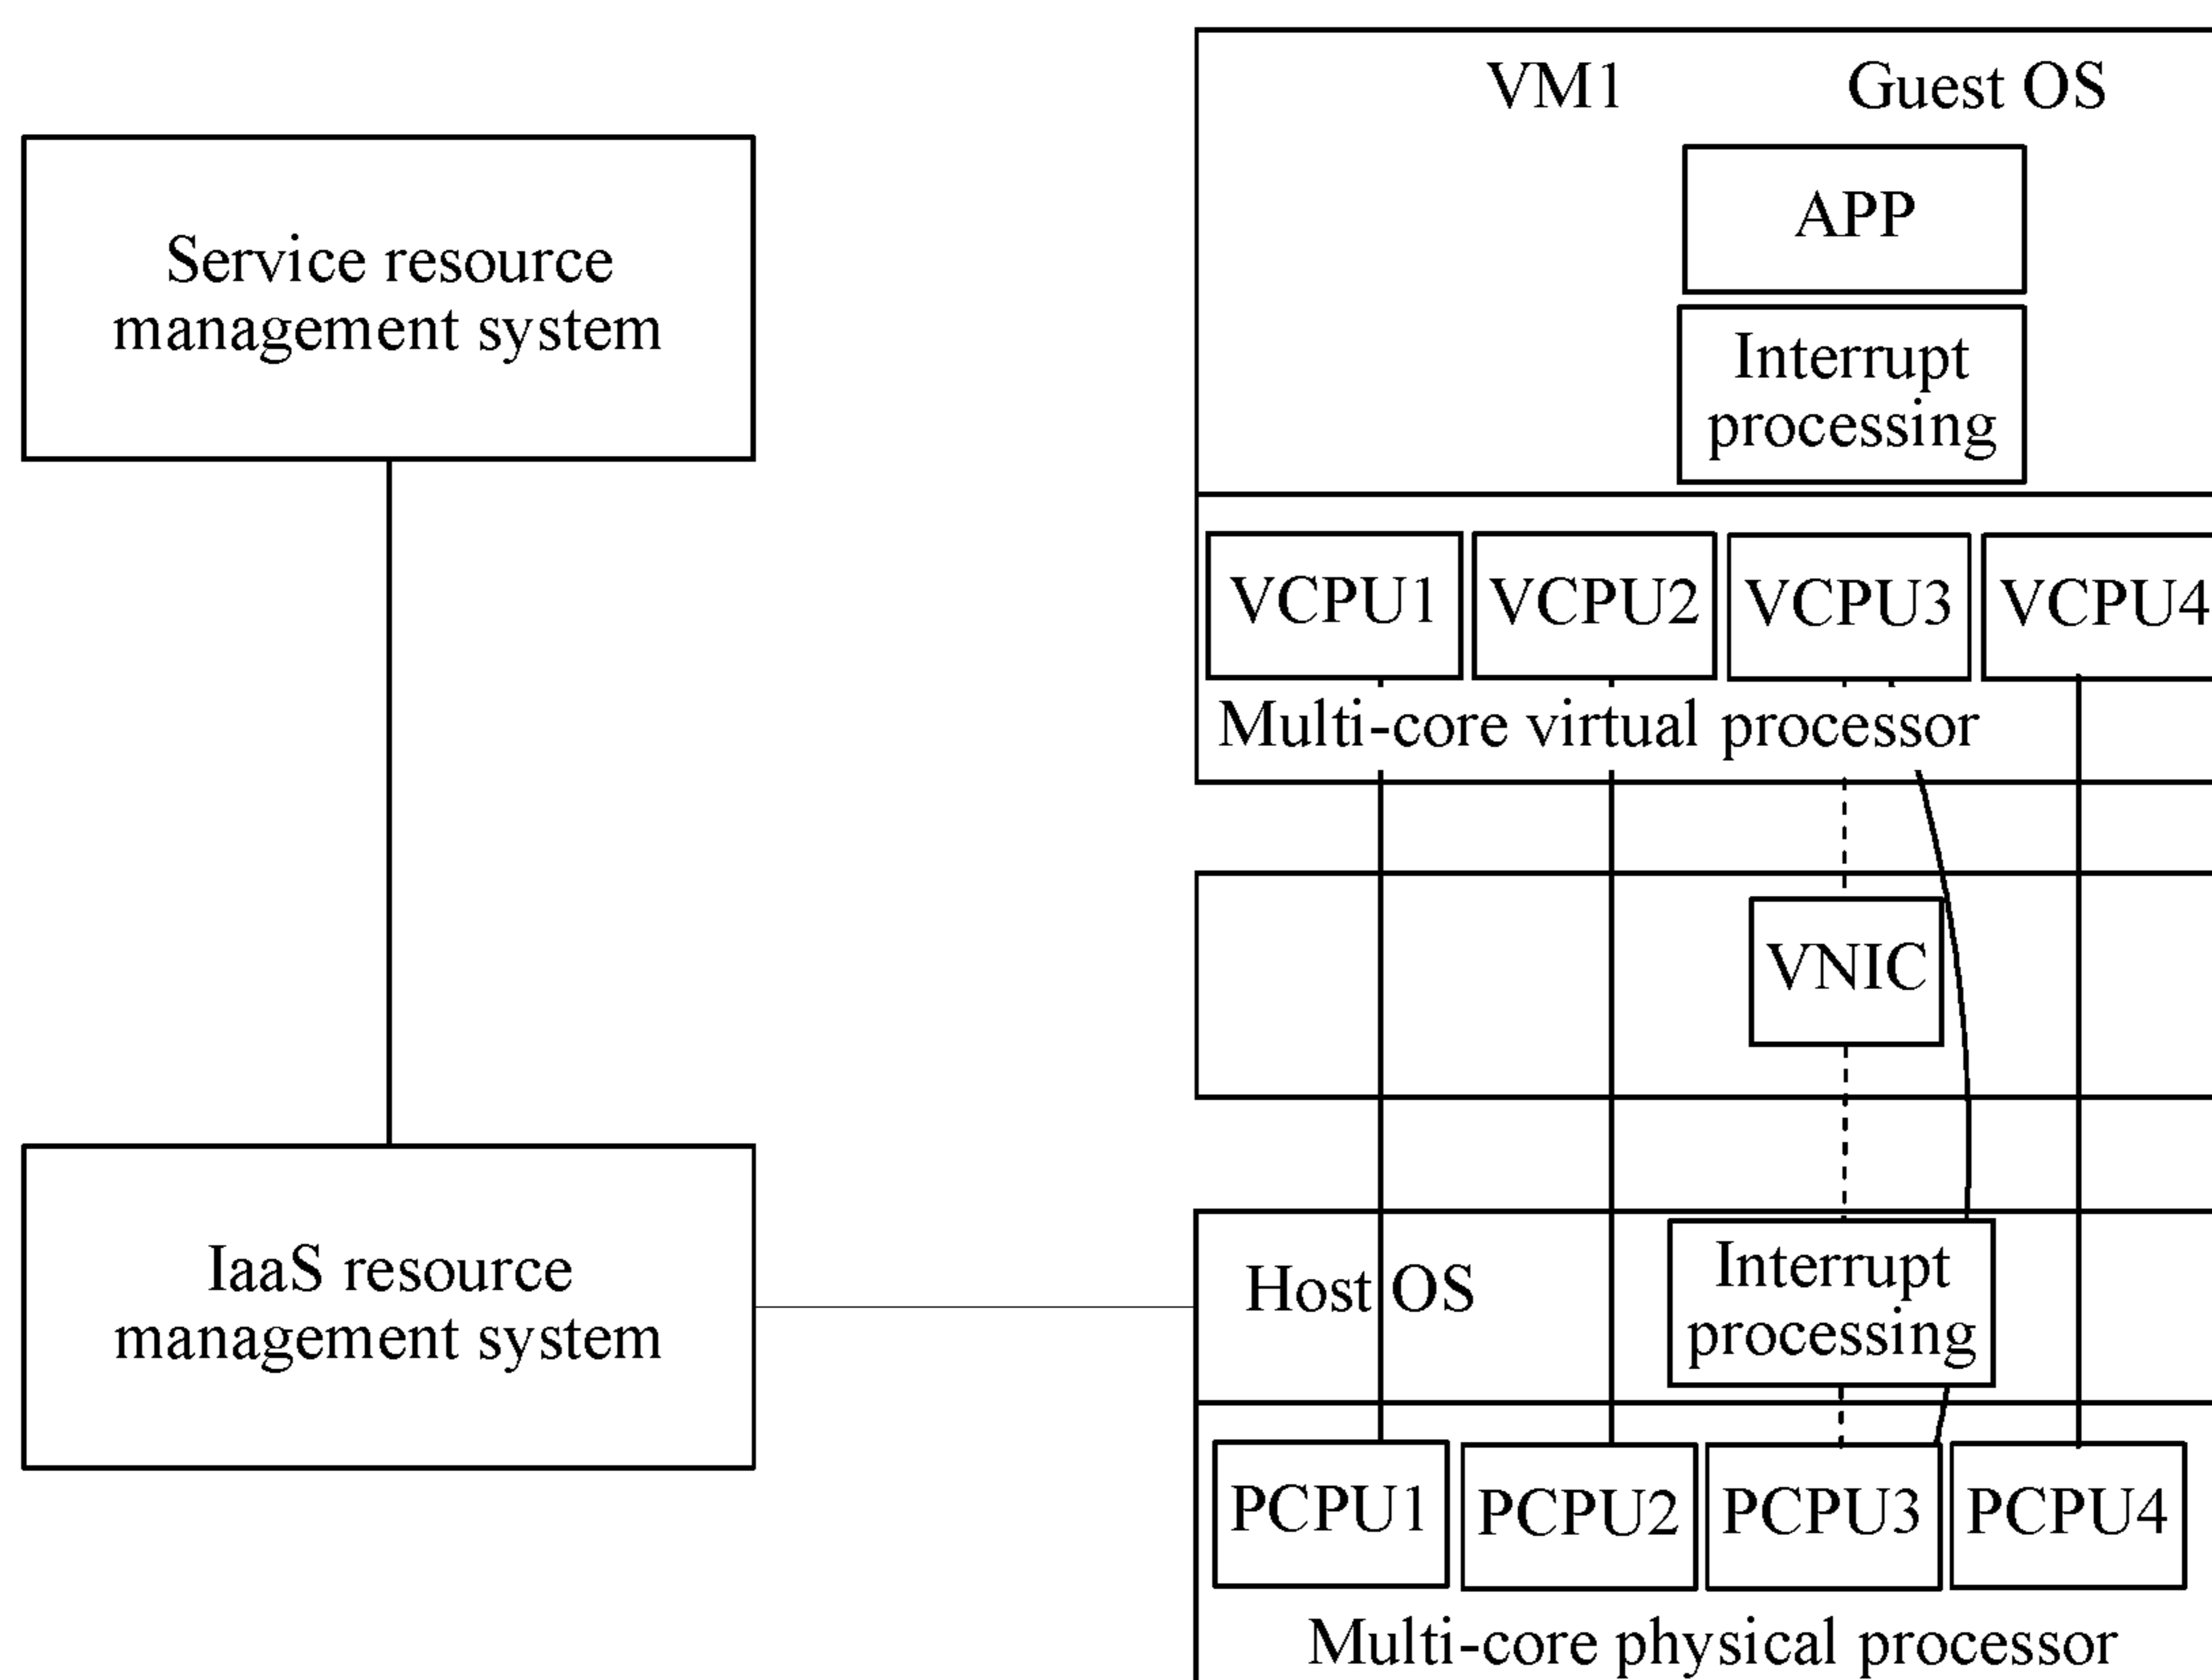 VM1 Guest OS
APP
Service resource
management system
Interrupt
processing
VCPU1 VCPU2 VCPU3 VCPU4
Multi-core virtual processor
VNIC
IaaS resource
management system
Host OS
Interrupt
processing
PCPU1 PCPU2 PCPU3 PCPU4
Multi-core physical processor